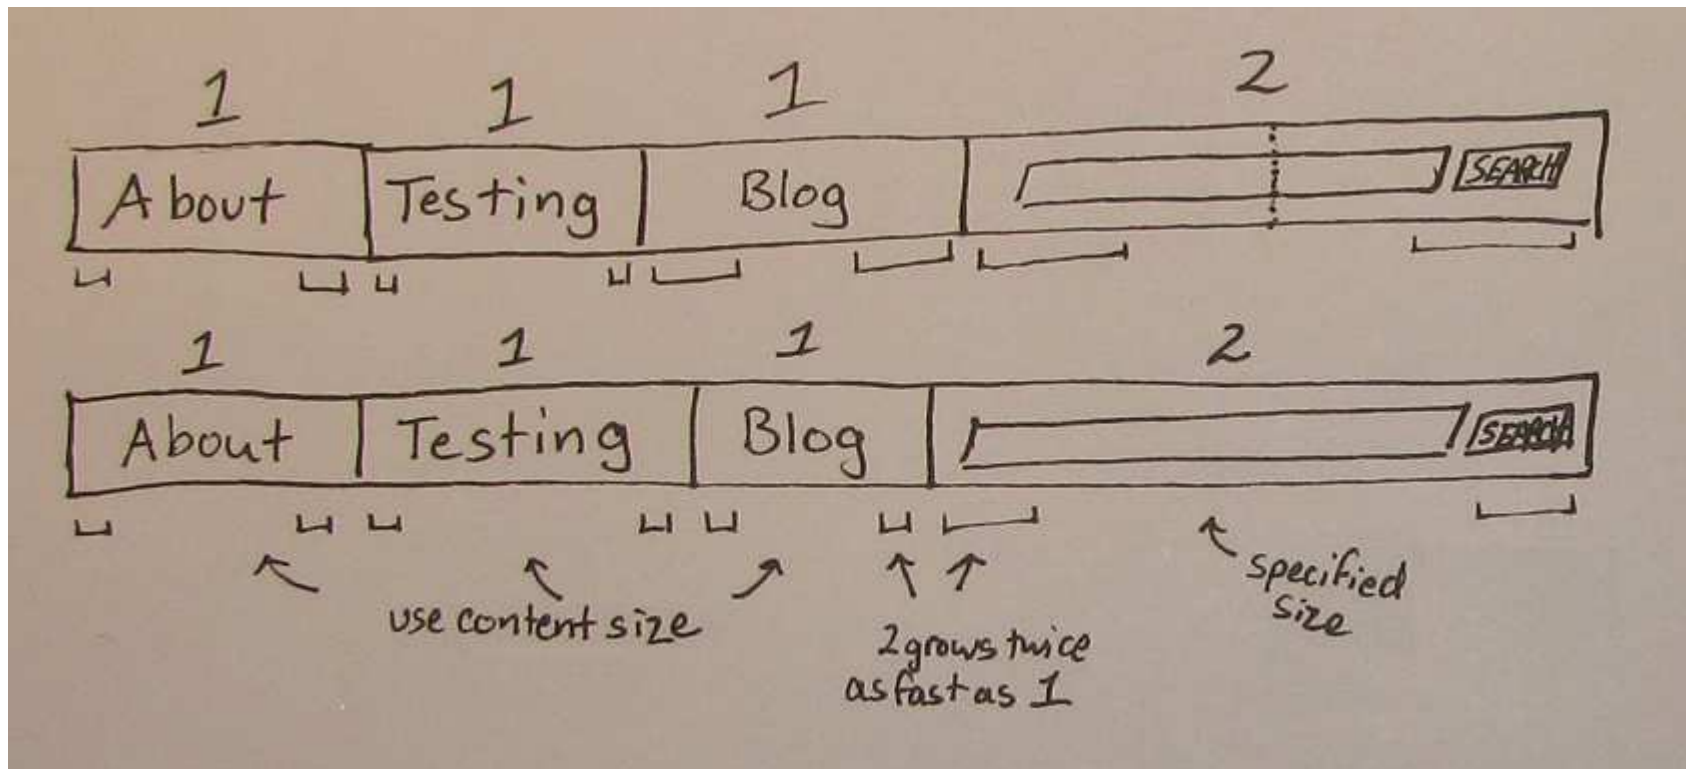 1 1 1 2
About Testing Blog SEARCH
1 1 1 2
About Testing Blog SEARCH
use content size
2 grows twice
as fast as 1
specified
size